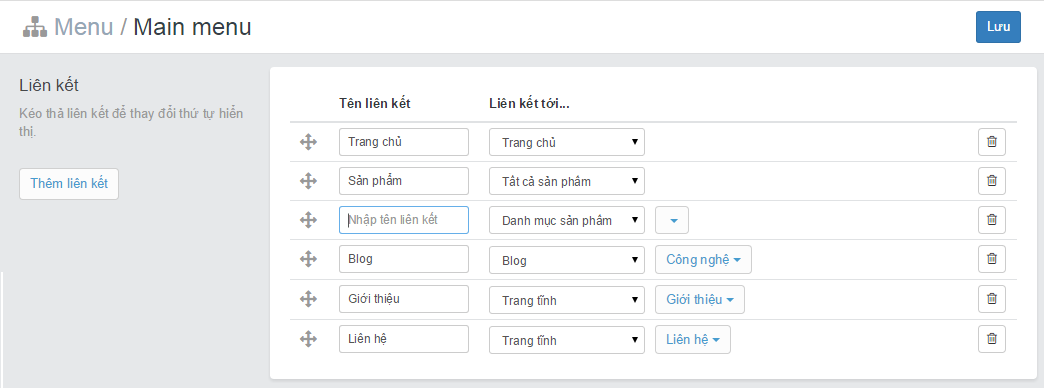 Menu / Main menu
Lưu
Liên kết
Kéo thả liên kết để thay đổi thứ tự hiển
thị.
Thêm liên kết
Tên liên kết Liên kết tới...
Trang chủ Trang chủ
Sản phẩm Tất cả sản phẩm
Nhập tên liên kết Danh mục sản phẩm
Blog Blog Công nghệ
Giới thiệu Trang tĩnh Giới thiệu
Liên hệ Trang tĩnh Liên hệ